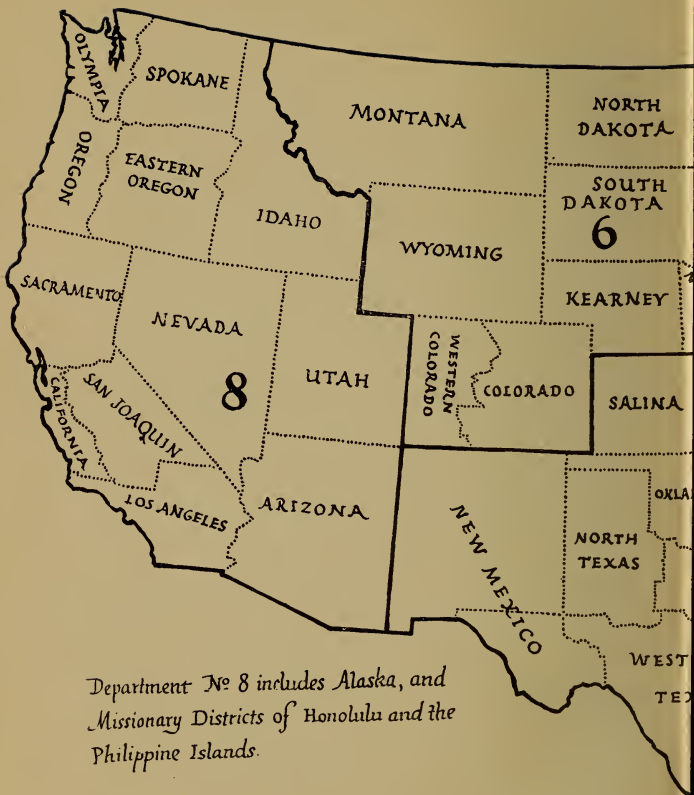 OLYMPIA
SPOKANE
MONTANA
NORTH
DAKOTA
OREGON
EASTERN
OREGON
IDAHO
SOUTH
DAKOTA
6
WYOMING
KEARNEY
SACRAMENTO
NEVADA
8
UTAH
WESTERN
COLORADO
COLORADO
SALINA
CALIFORNIA
SAN JOAQUIN
LOS ANGELES
ARIZONA
NEW MEXICO
NORTH
TEXAS
OKLA
WEST
TEX
Department No 8 includes Alaska, and
Missionary Districts of Honolulu and the
Philippine Islands.